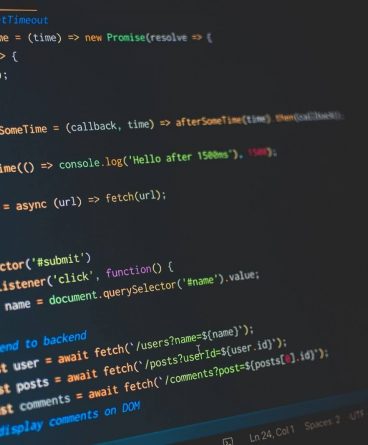 etTimeout
me = (time) => new Promise(resolve => {
> {
);
SomeTime = (callback, time) => afterSomeTime(time).then(callback);
ime(() => console.log('Hello after 1500ms'), 1500);
= async (url) => fetch(url);
ctor('#submit')
Listener('click', function() {
name = document.querySelector('#name').value;
end to backend
st user = await fetch(`/users?name=${name}`);
st posts = await fetch(`/posts?userId=${user.id}`);
st comments = await fetch(`/comments?post=${posts[0].id}`);
display comments on DOM
Ln 24, Col 1 Spaces: 2 UTF